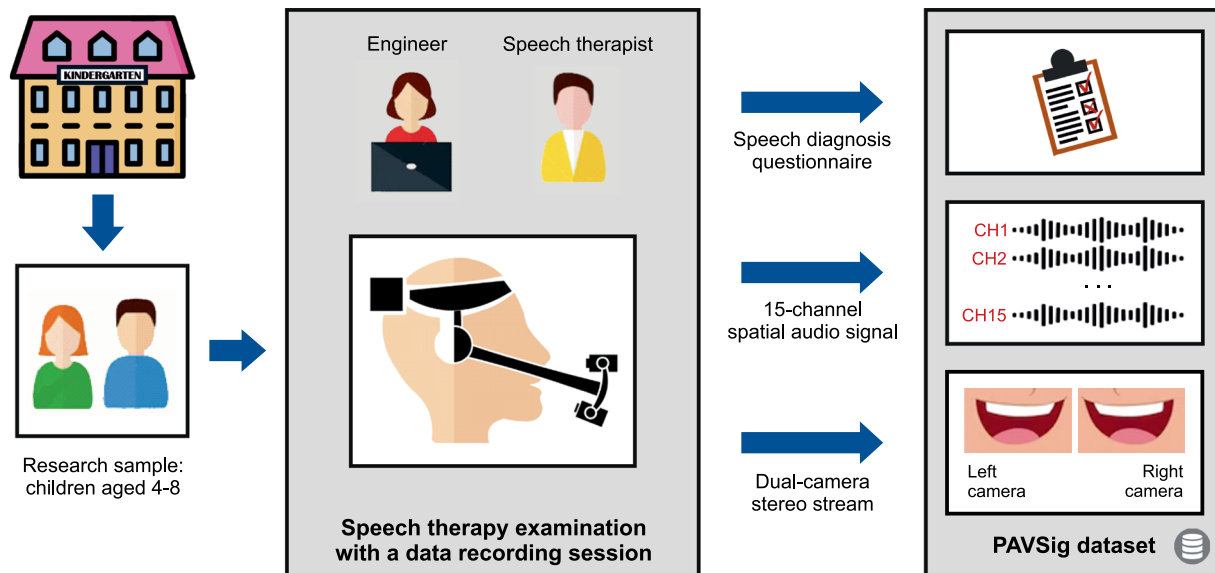 KINDERGARTEN
Research sample:
children aged 4-8
Engineer
Speech therapist
Speech therapy examination
with a data recording session
Speech diagnosis
questionnaire
15-channel
spatial audio signal
Dual-camera
stereo stream
CH1
CH2
...
CH15
Left
camera
Right
camera
PAVSig dataset